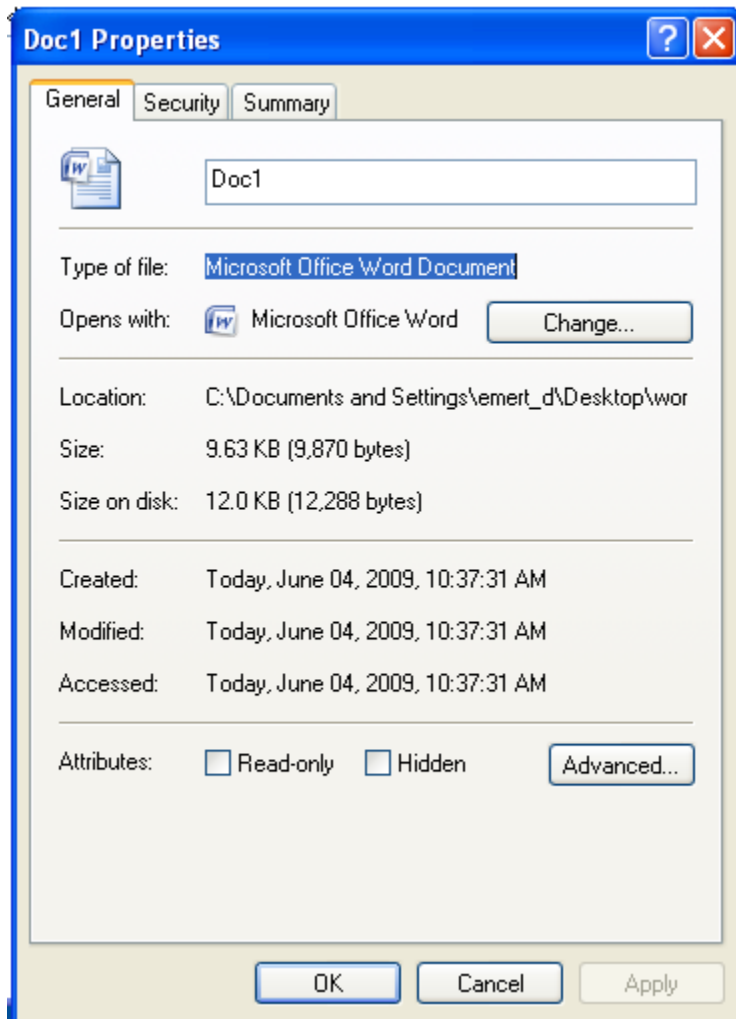 Doc1 Properties
General Security Summary
Doc1
Type of file: Microsoft Office Word Document
Opens with: Microsoft Office Word Change...
Location: C:\Documents and Settings\emert_d\Desktop\wor
Size: 9.63 KB (9,870 bytes)
Size on disk: 12.0 KB (12,288 bytes)
Created: Today, June 04, 2009, 10:37:31 AM
Modified: Today, June 04, 2009, 10:37:31 AM
Accessed: Today, June 04, 2009, 10:37:31 AM
Attributes: Read-only Hidden Advanced...
OK Cancel Apply